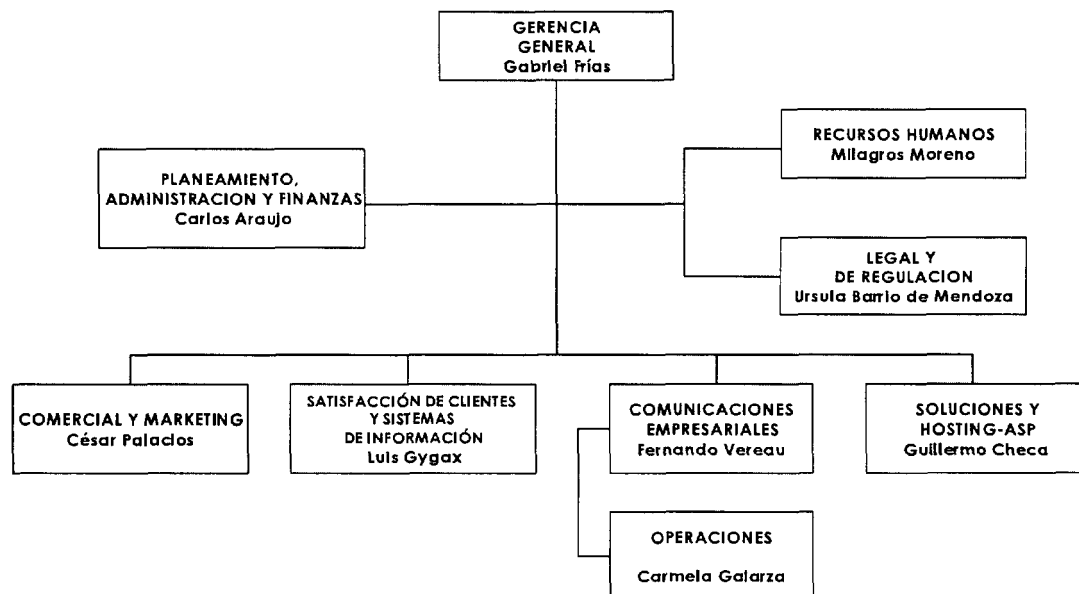 GERENCIA
GENERAL
Gabriel Frías
RECURSOS HUMANOS
Milagros Moreno
PLANEAMIENTO,
ADMINISTRACION Y FINANZAS
Carlos Araujo
LEGAL Y
DE REGULACION
Ursula Barrio de Mendoza
COMERCIAL Y MARKETING
César Palacios
SATISFACCIÓN DE CLIENTES
Y SISTEMAS
DE INFORMACIÓN
Luis Gygax
COMUNICACIONES
EMPRESARIALES
Fernando Vereau
SOLUCIONES Y
HOSTING-ASP
Guillermo Checa
OPERACIONES
Carmela Galarza